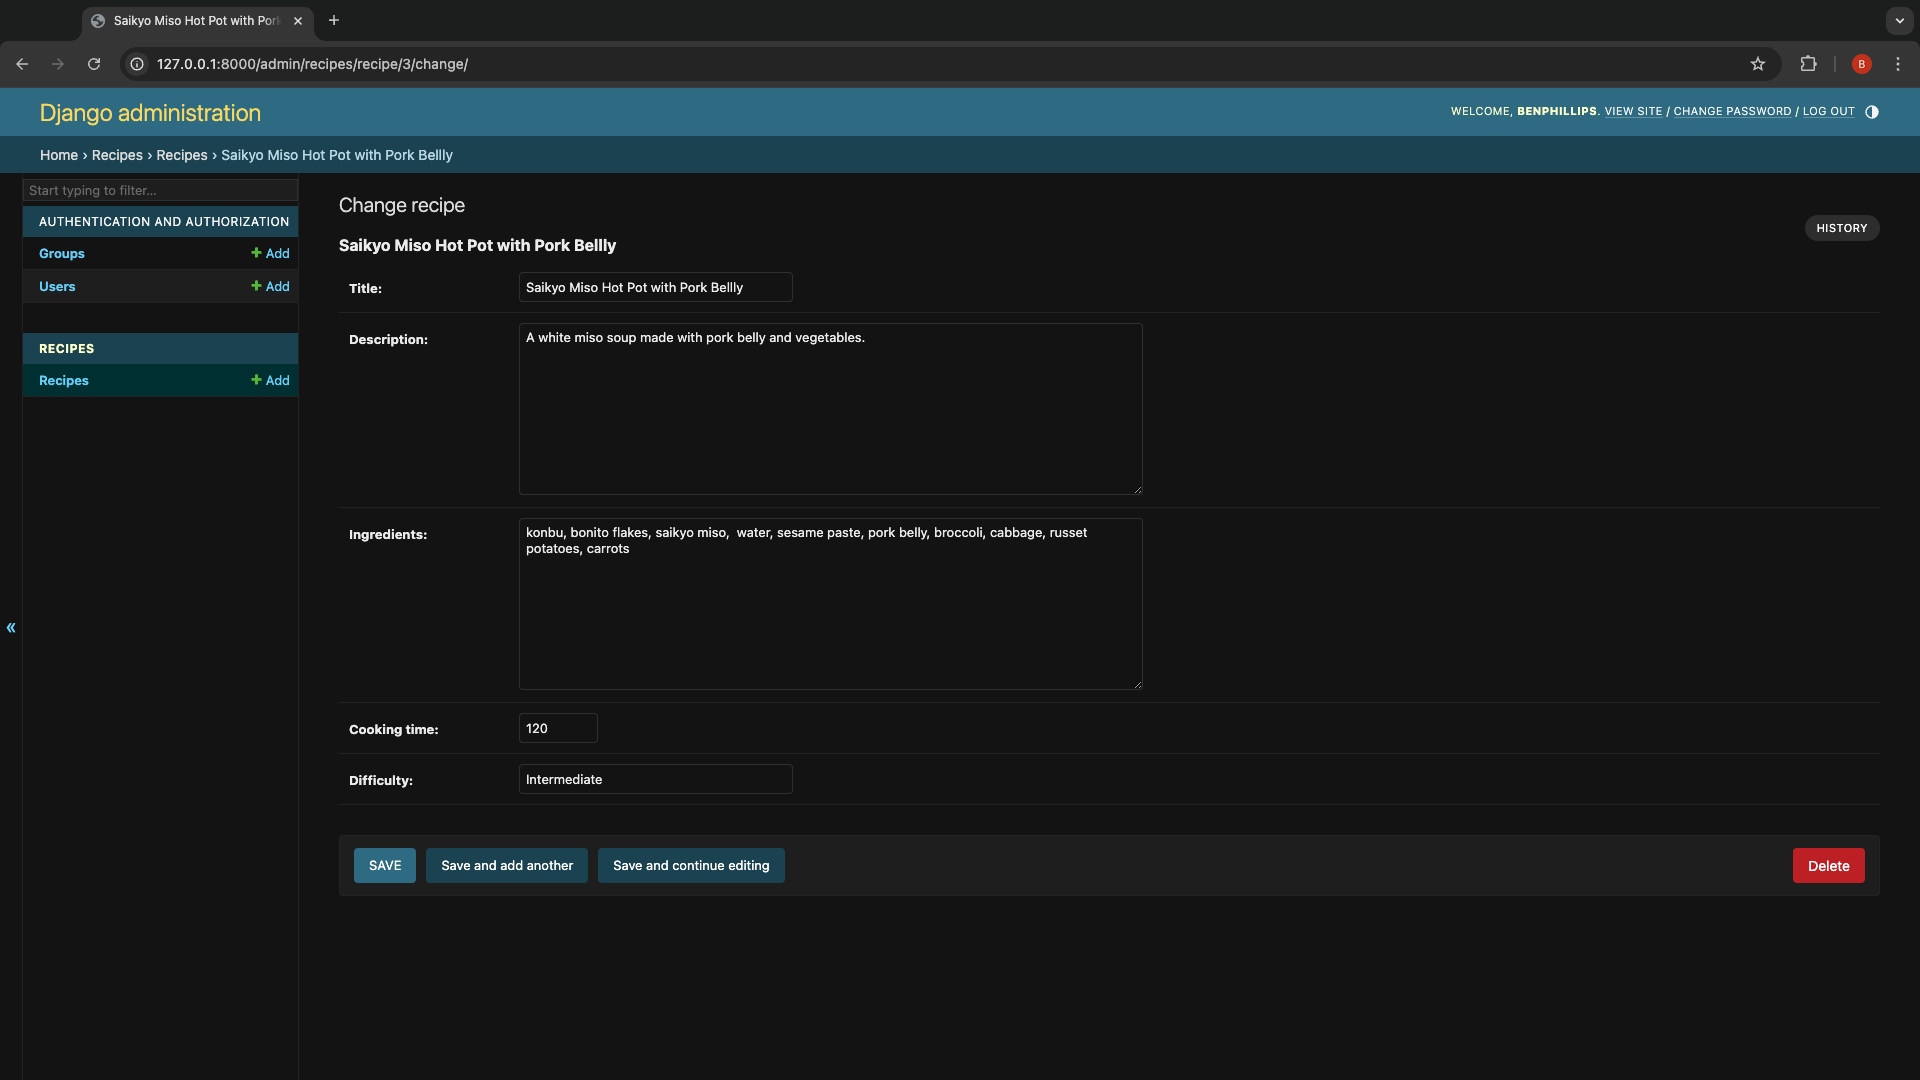 Saikyo Miso Hot Pot with Pork
127.0.0.1:8000/admin/recipes/recipe/3/change/
B
Django administration
WELCOME, BENPHILLIPS. VIEW SITE / CHANGE PASSWORD / LOG OUT
Home › Recipes › Recipes › Saikyo Miso Hot Pot with Pork Bellly
Start typing to filter...
AUTHENTICATION AND AUTHORIZATION
Groups + Add
Users + Add
RECIPES
Recipes + Add
«
Change recipe
HISTORY
Saikyo Miso Hot Pot with Pork Bellly
Title: Saikyo Miso Hot Pot with Pork Bellly
Description: A white miso soup made with pork belly and vegetables.
Ingredients: konbu, bonito flakes, saikyo miso,  water, sesame paste, pork belly, broccoli, cabbage, russet
potatoes, carrots
Cooking time: 120
Difficulty: Intermediate
SAVE Save and add another Save and continue editing Delete